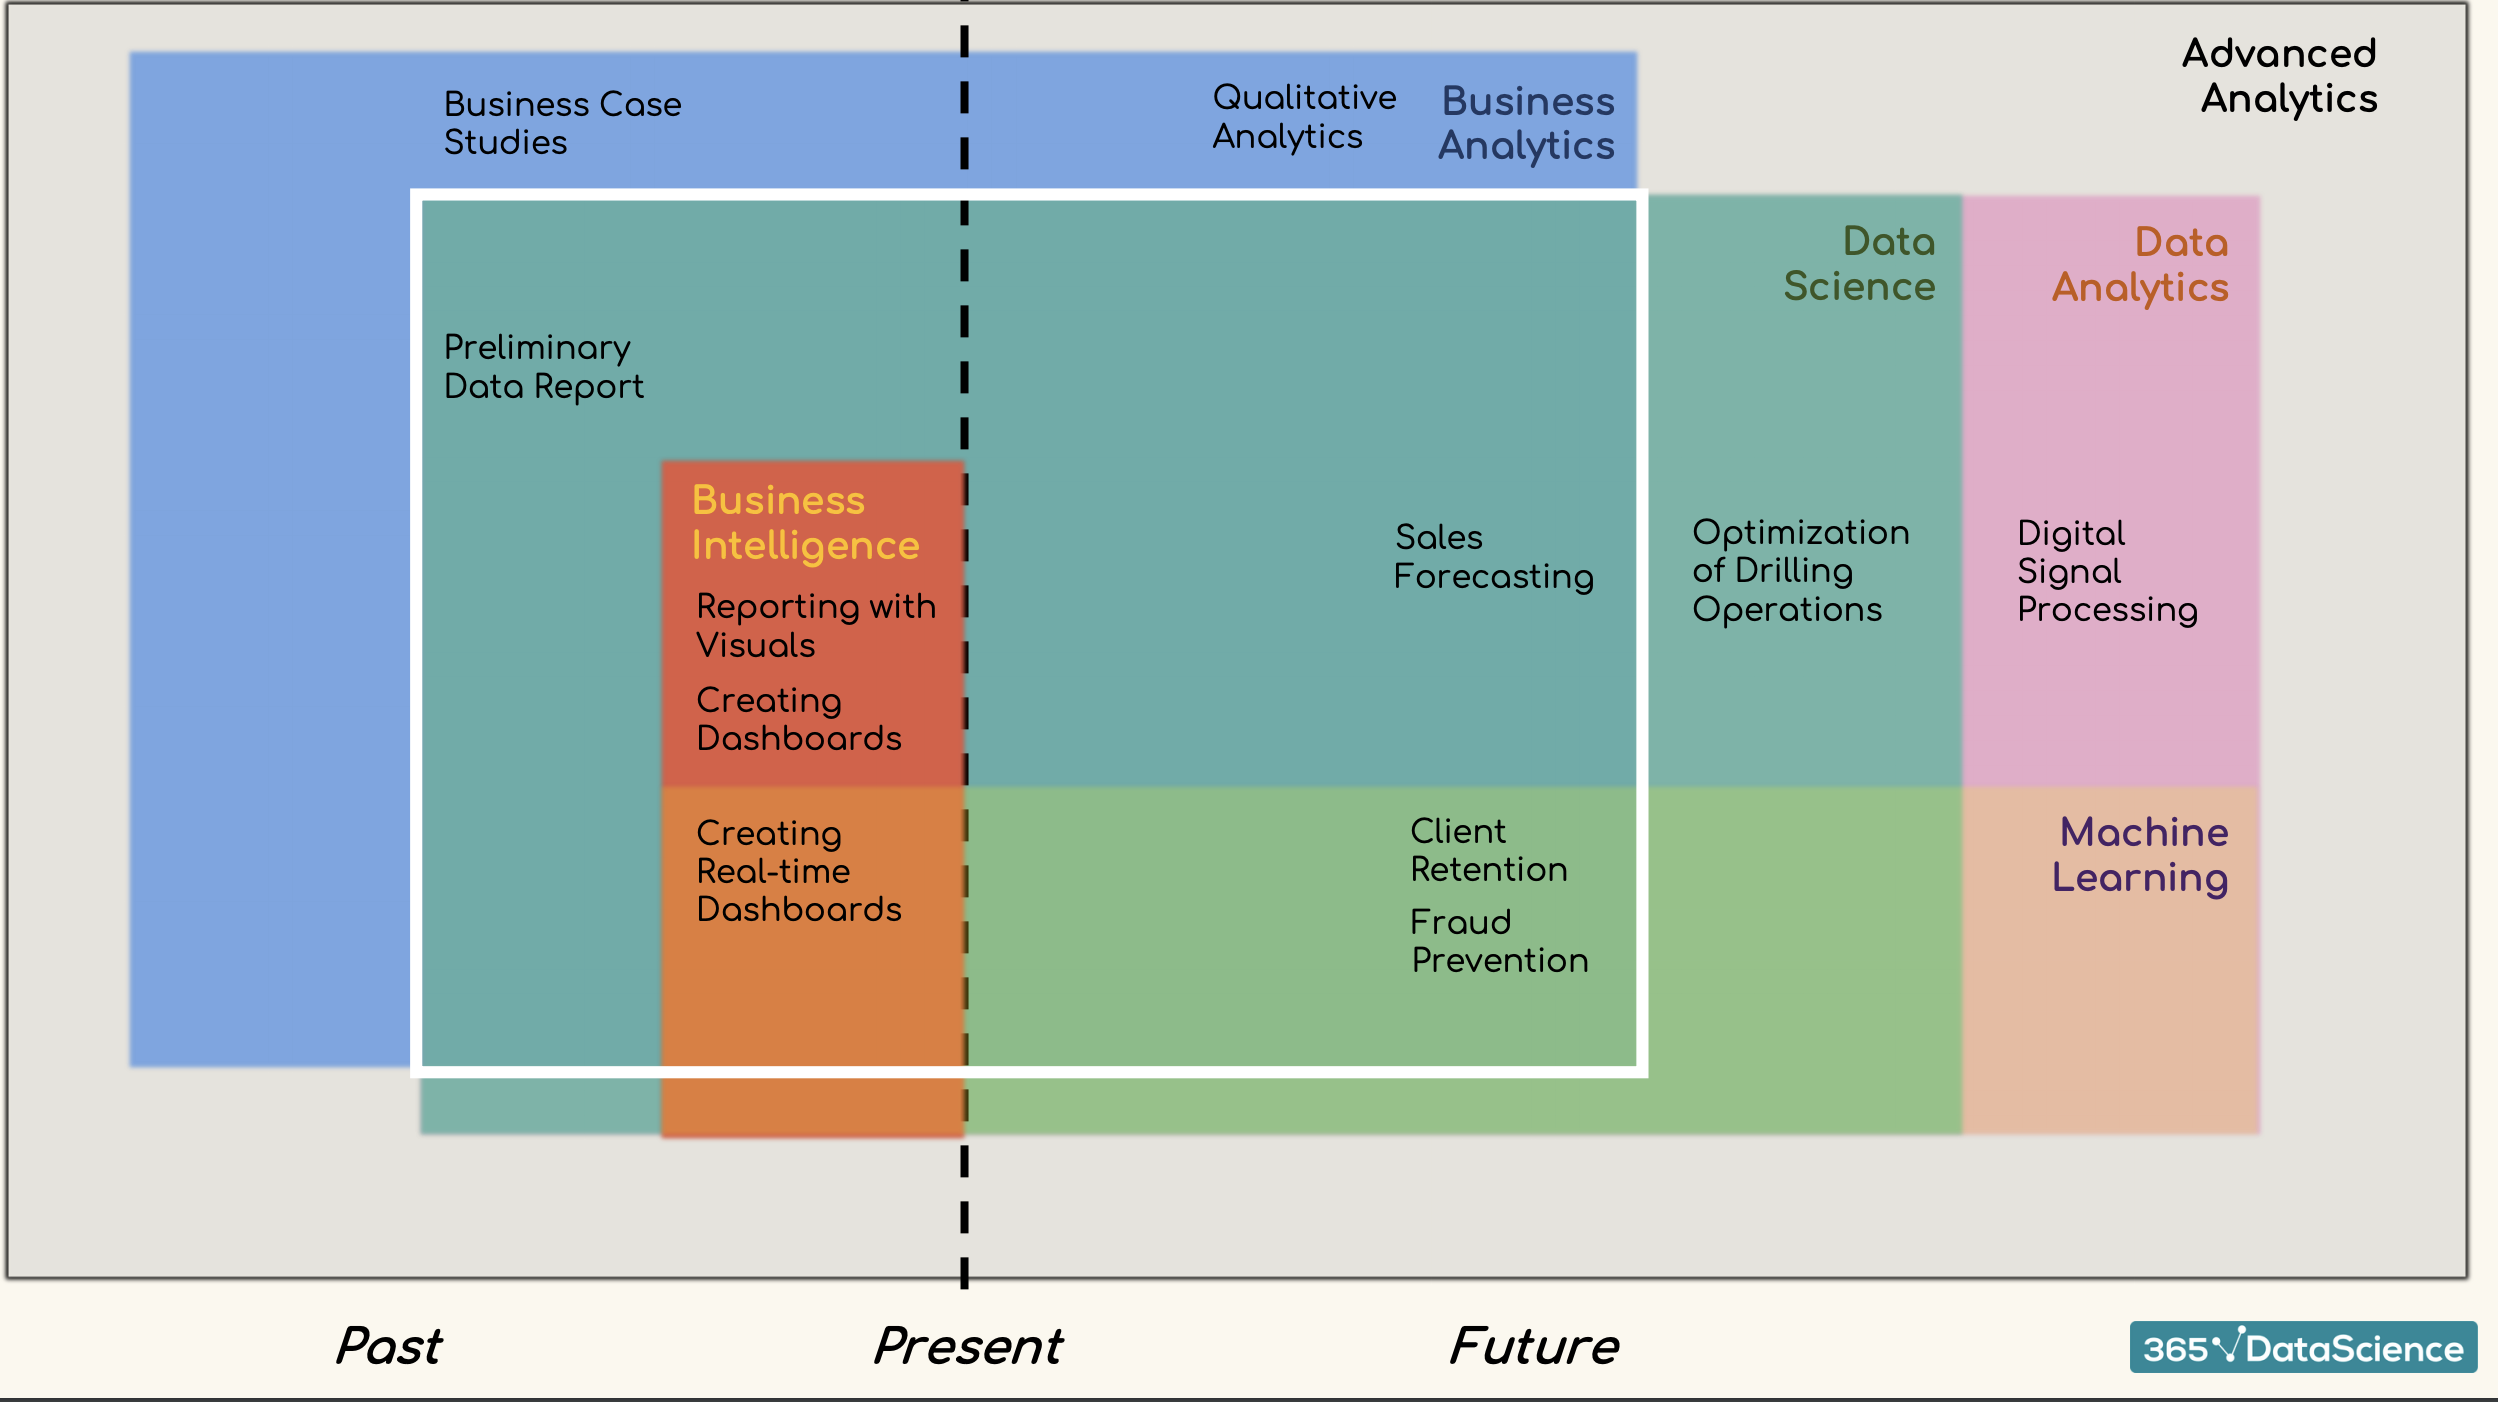 Advanced
Analytics
Business Case
Studies
Qualitative
Analytics
Business
Analytics
Data
Science
Data
Analytics
Preliminary
Data Report
Business
Intelligence
Reporting with
Visuals
Creating
Dashboards
Sales
Forecasting
Optimization
of Drilling
Operations
Digital
Signal
Processing
Creating
Real-time
Dashboards
Client
Retention
Fraud
Prevention
Machine
Learning
Past
Present
Future
365 DataScience